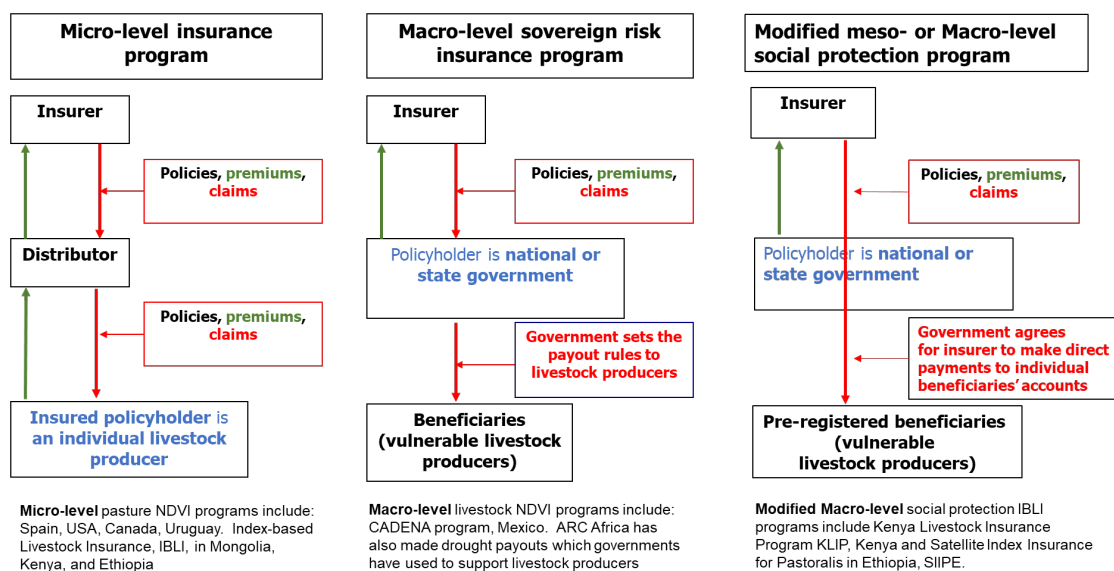 Micro-level insurance
program
Insurer
Policies, premiums,
claims
Distributor
Policies, premiums,
claims
Insured policyholder is
an individual livestock
producer
Micro-level pasture NDVI programs include:
Spain, USA, Canada, Uruguay. Index-based
Livestock Insurance, IBLI, in Mongolia,
Kenya, and Ethiopia
Macro-level sovereign risk
insurance program
Insurer
Policies, premiums,
claims
Policyholder is national or
state government
Government sets the
payout rules to
livestock producers
Beneficiaries
(vulnerable livestock
producers)
Macro-level livestock NDVI programs include:
CADENA program, Mexico. ARC Africa has
also made drought payouts which governments
have used to support livestock producers
Modified meso- or Macro-level
social protection program
Insurer
Policies, premiums,
claims
Policyholder is national or
state government
Government agrees
for insurer to make direct
payments to individual
beneficiaries' accounts
Pre-registered beneficiaries
(vulnerable
livestock producers)
Modified Macro-level social protection IBLI
programs include Kenya Livestock Insurance
Program KLIP, Kenya and Satellite Index Insurance
for Pastoralis in Ethiopia, SIIPE.